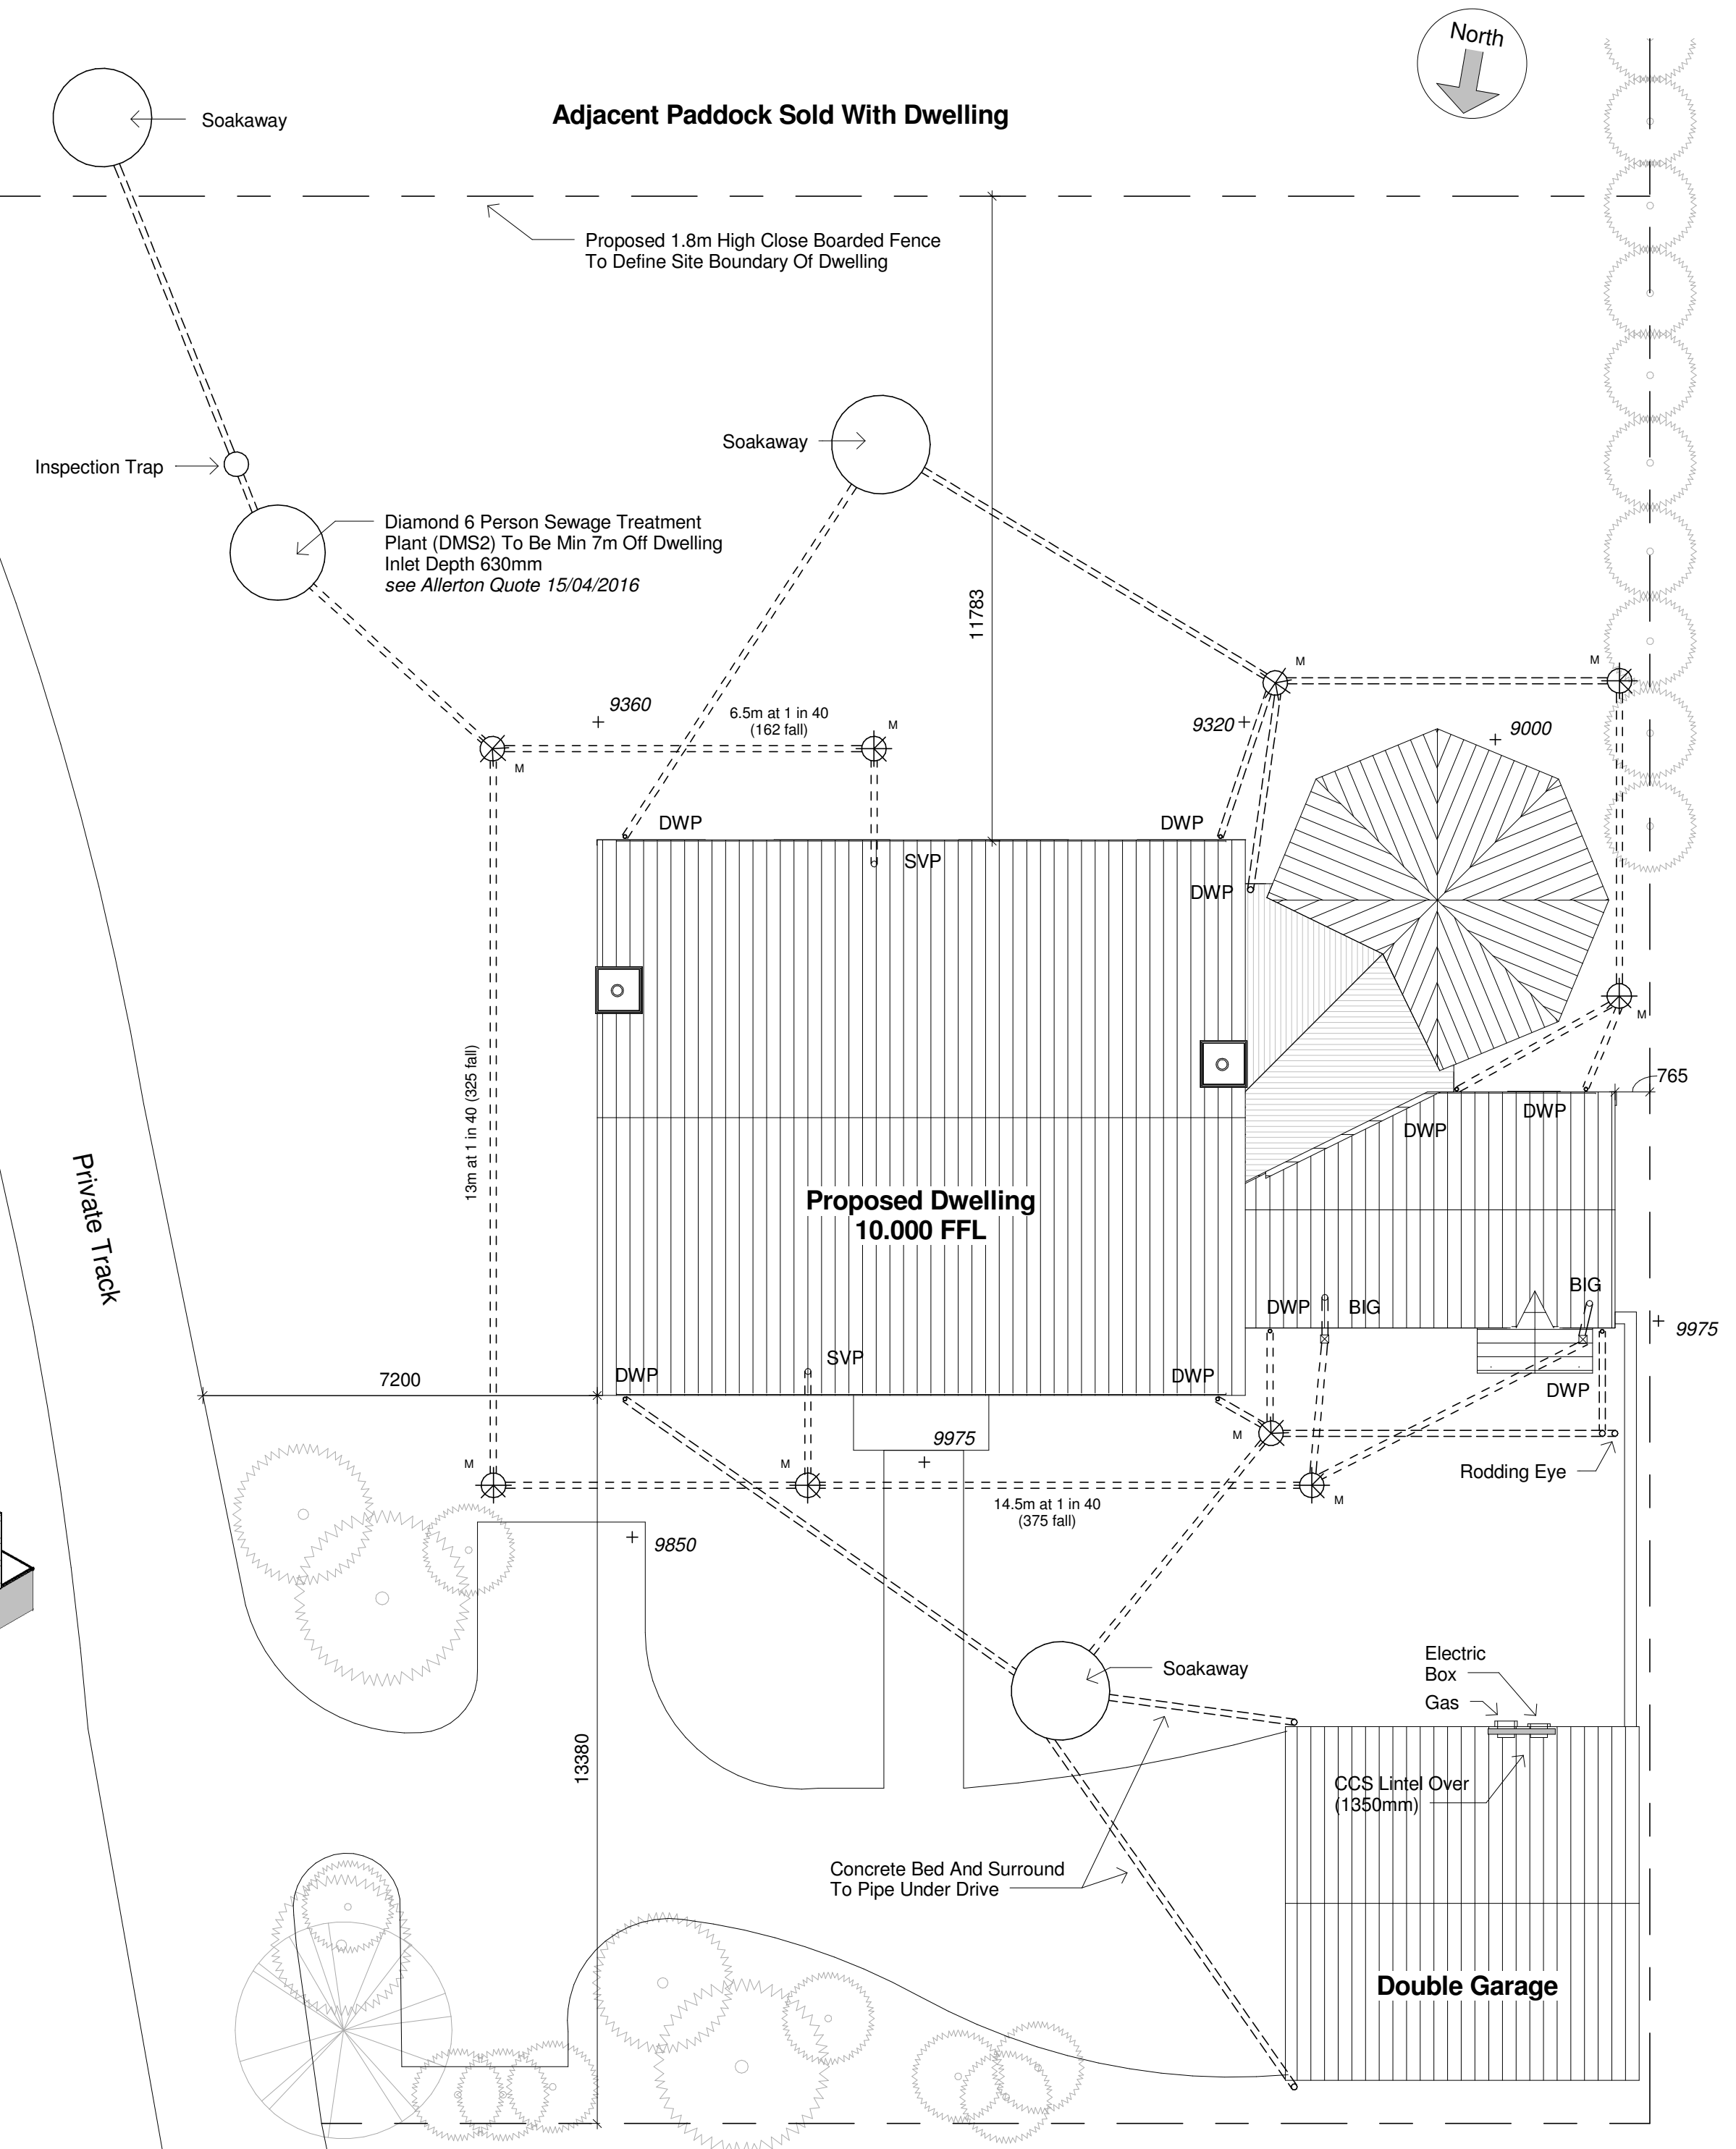 North
Soakaway
Adjacent Paddock Sold With Dwelling
Proposed 1.8m High Close Boarded Fence
To Define Site Boundary Of Dwelling
Soakaway
Inspection Trap
Diamond 6 Person Sewage Treatment
Plant (DMS2) To Be Min 7m Off Dwelling
Inlet Depth 630mm
see Allerton Quote 15/04/2016
11783
M
M
9360
6.5m at 1 in 40
(162 fall)
M
9320
9000
M
DWP
DWP
SVP
DWP
M
13m at 1 in 40 (325 fall)
765
DWP
DWP
Private Track
Proposed Dwelling
10.000 FFL
BIG
DWP
BIG
9975
SVP
7200
DWP
DWP
DWP
M
9975
M
M
Rodding Eye
14.5m at 1 in 40
(375 fall)
M
9850
Electric
Box
Soakaway
Gas
13380
CCS Lintel Over
(1350mm)
Concrete Bed And Surround
To Pipe Under Drive
Double Garage